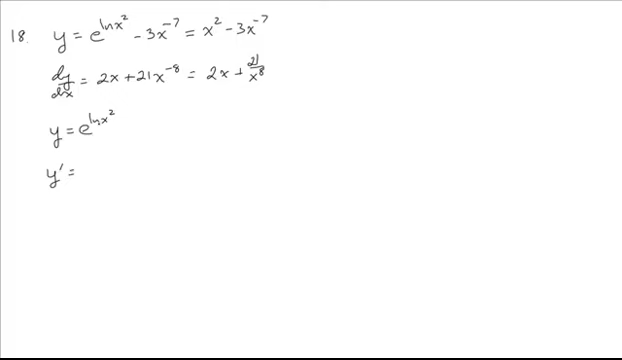 18. y = e^{ln x^2} - 3x^{-7} = x^2 - 3x^{-7}
dy/dx = 2x + 21x^{-8} = 2x + 21/x^8
y = e^{ln x^2}
y' =